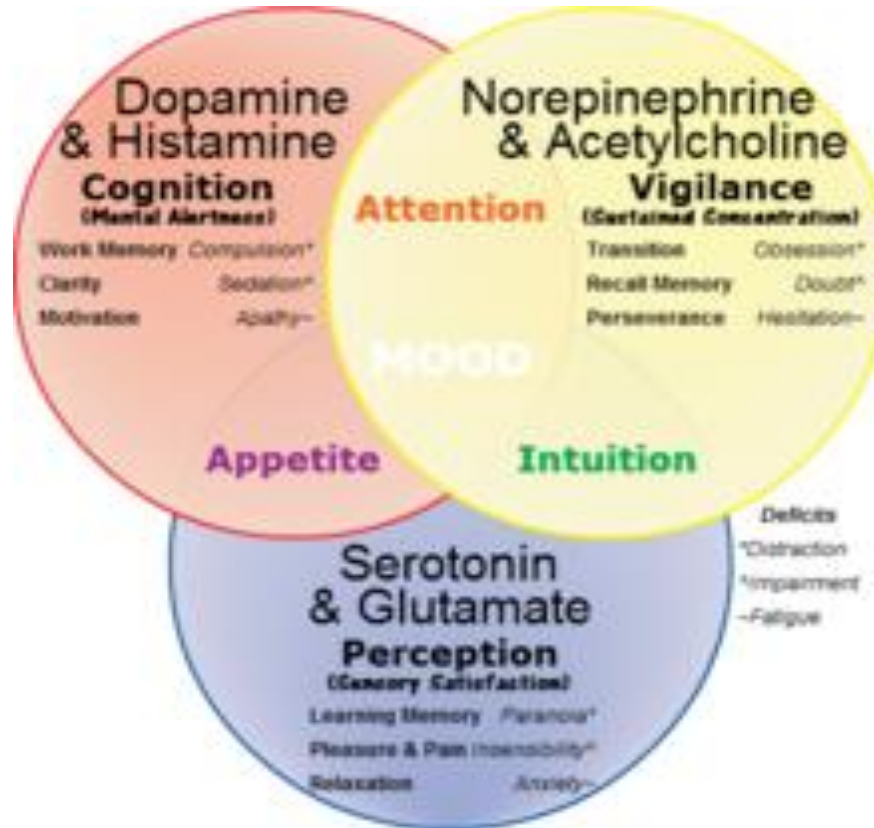 Dopamine
& Histamine
Cognition
(Mental Alertness)
Work Memory Compulsion*
Clarity Sedation^
Motivation Apathy~
Norepinephrine
& Acetylcholine
Vigilance
(Sustained Concentration)
Transition Obsession*
Recall Memory Doubt^
Perseverance Hesitation~
Attention
MOOD
Appetite
Intuition
Serotonin
& Glutamate
Perception
(Sensory Satisfaction)
Learning Memory Paranoia*
Pleasure & Pain Insensibility^
Relaxation Anxiety~
Deficits
*Distraction
^Impairment
~Fatigue